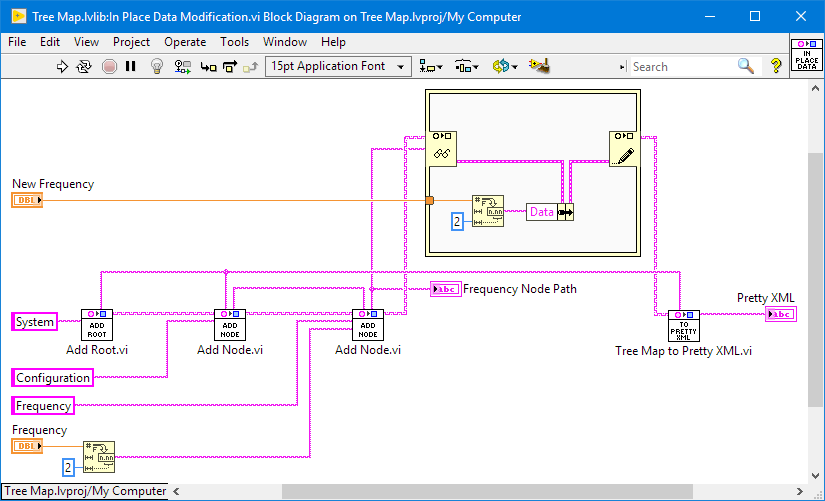 Tree Map.lvlib:In Place Data Modification.vi Block Diagram on Tree Map.lvproj/My Computer
File Edit View Project Operate Tools Window Help
15pt Application Font
Search
IN PLACE DATA
New Frequency
DBL
2
Data
Frequency Node Path
abc
Pretty XML
abc
System
ADD ROOT
ADD NODE
ADD NODE
TO PRETTY XML
Add Root.vi
Add Node.vi
Add Node.vi
Tree Map to Pretty XML.vi
Configuration
Frequency
Frequency
DBL
2
Tree Map.lvproj/My Computer